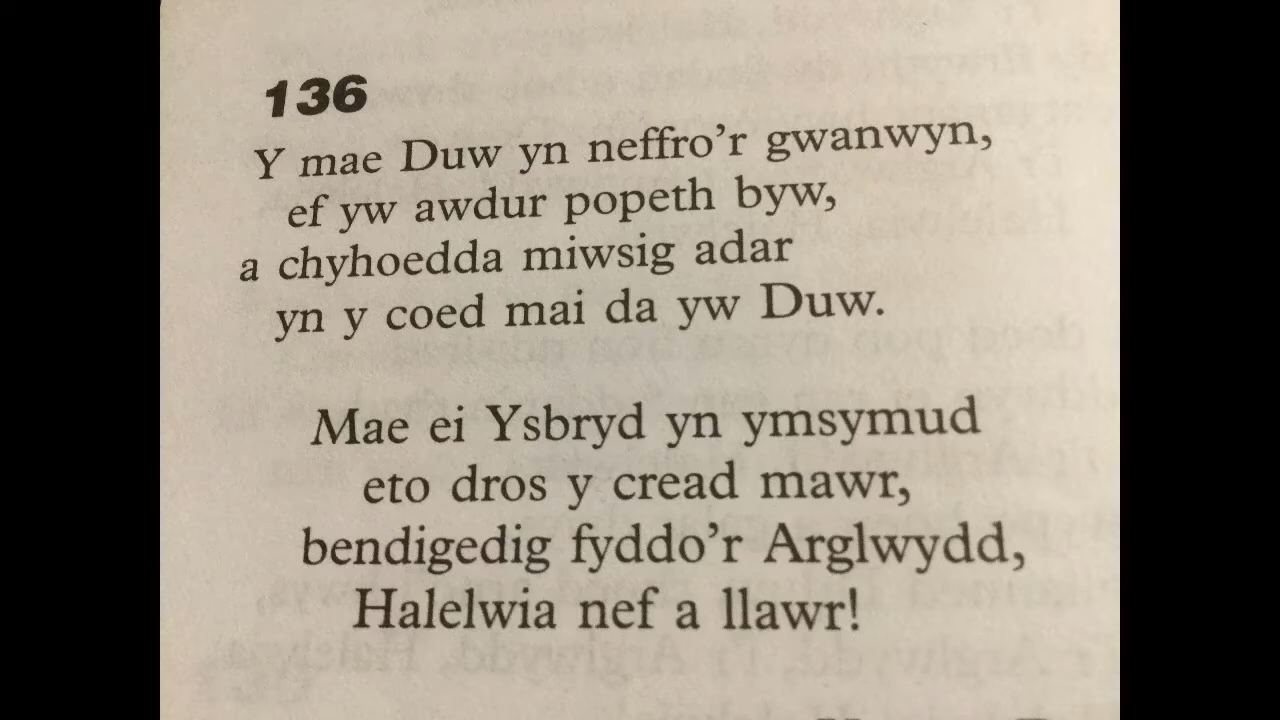 136
Y mae Duw yn neffro'r gwanwyn,
ef yw awdur popeth byw,
a chyhoedda miwsig adar
yn y coed mai da yw Duw.
Mae ei Ysbryd yn ymsymud
eto dros y cread mawr,
bendigedig fyddo'r Arglwydd,
Halelwia nef a llawr!